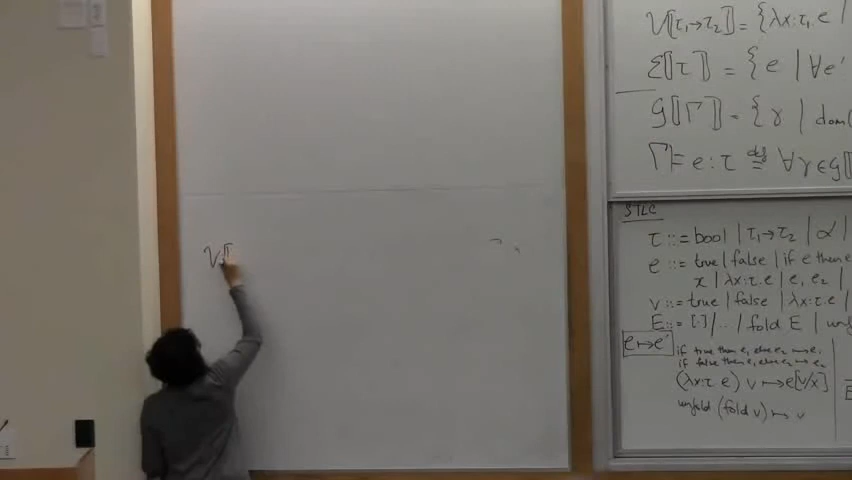 V⟦
V⟦τ₁→τ₂⟧ = {λx:τ₁. e |
Ɛ⟦τ⟧ = { e | ∀e'
G⟦Γ⟧ = { γ | dom(
Γ ⊨ e : τ ≝ ∀γ∈G⟦
STLC
τ ::= bool | τ₁→τ₂ | α |
e ::= true | false | if e then e
x | λx:τ.e | e₁ e₂ |
v ::= true | false | λx:τ.e |
E ::= [·] | ... | fold E |
e ↦ e'
if true then e₁ else e₂ ↦ e₁
if false then e₁ else e₂ ↦ e₂
(λx:τ. e) v ↦ e[v/x]
unfold (fold v) ↦ v